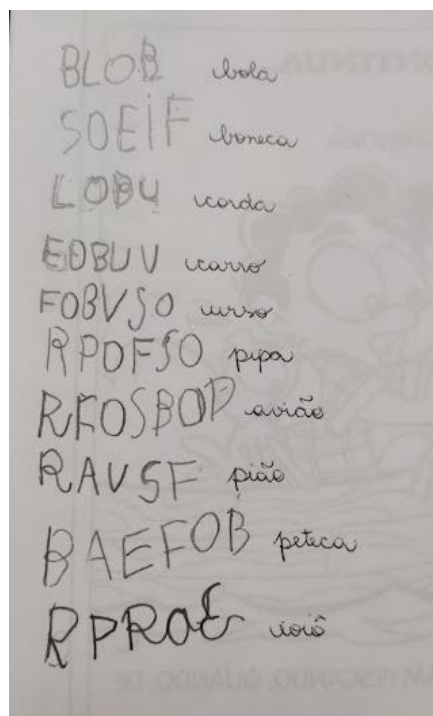 BLOB bola
SOEIF boneca
LOBU corda
EOBUV carro
FOBVSO urso
RPOFSO pipa
RFOSBOP avião
RAVSF pião
BAEFOB peteca
RPROE ioiô